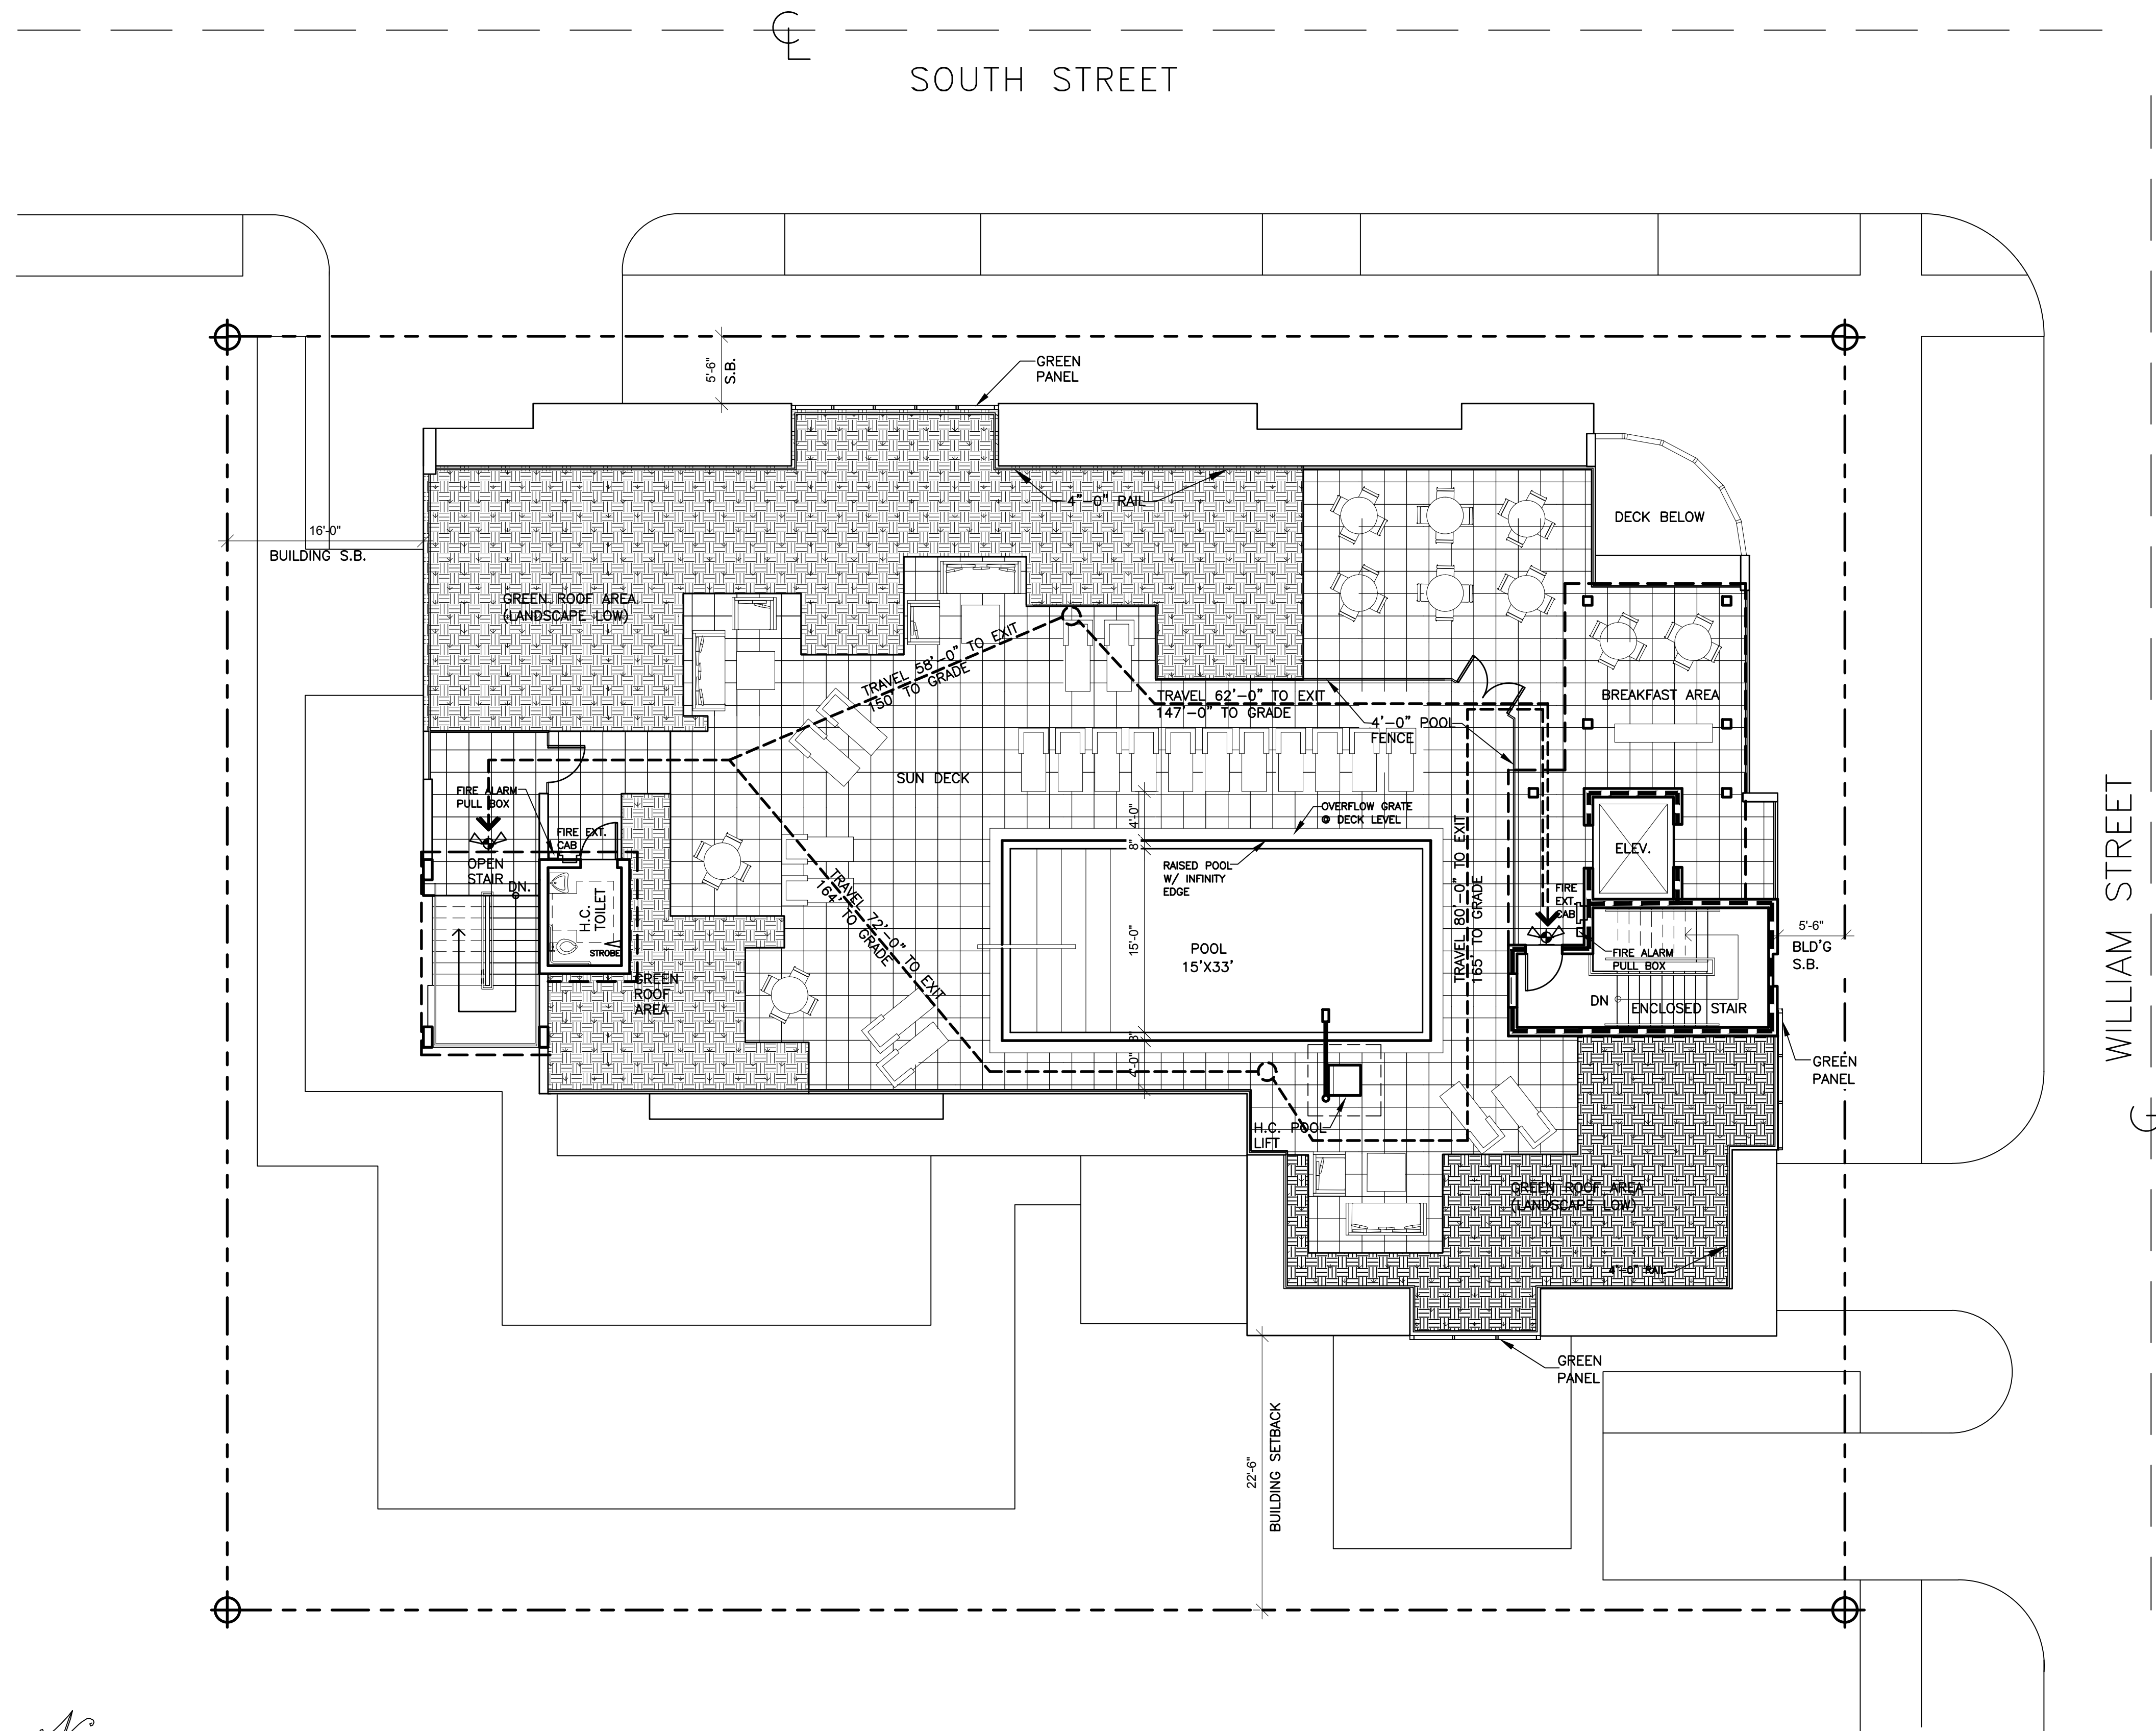 SOUTH STREET
5'-6"
S.B.
GREEN
PANEL
4"-0" RAIL
DECK BELOW
16'-0"
BUILDING S.B.
GREEN ROOF AREA
(LANDSCAPE LOW)
TRAVEL 58'-0" TO EXIT
150' TO GRADE
TRAVEL 62'-0" TO EXIT
147'-0" TO GRADE
BREAKFAST AREA
4'-0" POOL
FENCE
SUN DECK
FIRE ALARM
PULL BOX
FIRE EXT.
CAB
OPEN
STAIR
DN.
H.C.
TOILET
STROBE
OVERFLOW GRATE
@ DECK LEVEL
4'-0"
8"
RAISED POOL
W/ INFINITY
EDGE
ELEV.
FIRE
EXT.
CAB
TRAVEL 72'-0" TO EXIT
164' TO GRADE
TRAVEL 80'-0" TO EXIT
165' TO GRADE
15'-0"
POOL
15'X33'
FIRE ALARM
PULL BOX
5'-6"
BLD'G
S.B.
WILLIAM STREET
GREEN
ROOF
AREA
DN
ENCLOSED STAIR
8"
4'-0"
GREEN
PANEL
H.C. POOL
LIFT
GREEN ROOF AREA
(LANDSCAPE LOW)
4"-0" RAIL
GREEN
PANEL
22'-6"
BUILDING SETBACK
N